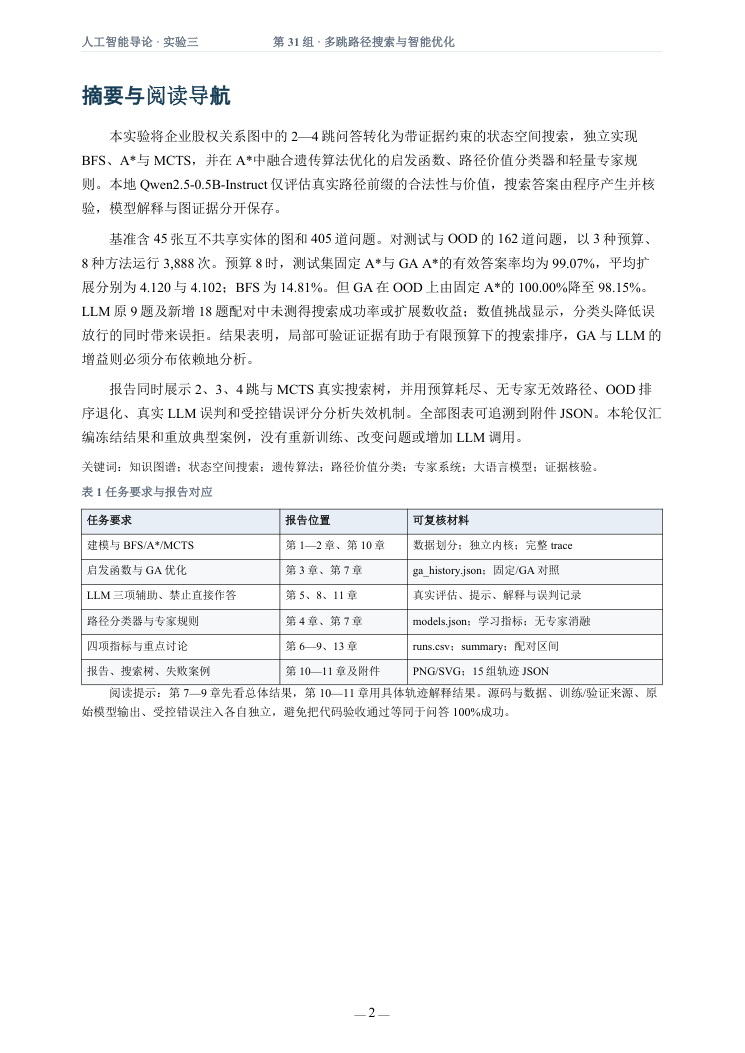 人工智能导论 · 实验三 第 31 组 · 多跳路径搜索与智能优化
摘要与阅读导航
本实验将企业股权关系图中的 2—4 跳问答转化为带证据约束的状态空间搜索，独立实现
BFS、A*与 MCTS，并在 A*中融合遗传算法优化的启发函数、路径价值分类器和轻量专家规
则。本地 Qwen2.5-0.5B-Instruct 仅评估真实路径前缀的合法性与价值，搜索答案由程序产生并核
验，模型解释与图证据分开保存。
基准含 45 张互不共享实体的图和 405 道问题。对测试与 OOD 的 162 道问题，以 3 种预算、
8 种方法运行 3,888 次。预算 8 时，测试集固定 A*与 GA A*的有效答案率均为 99.07%，平均扩
展分别为 4.120 与 4.102；BFS 为 14.81%。但 GA 在 OOD 上由固定 A*的 100.00%降至 98.15%。
LLM 原 9 题及新增 18 题配对中未测得搜索成功率或扩展数收益；数值挑战显示，分类头降低误
放行的同时带来误拒。结果表明，局部可验证证据有助于有限预算下的搜索排序，GA 与 LLM 的
增益则必须分布依赖地分析。
报告同时展示 2、3、4 跳与 MCTS 真实搜索树，并用预算耗尽、无专家无效路径、OOD 排
序退化、真实 LLM 误判和受控错误评分分析失效机制。全部图表可追溯到附件 JSON。本轮仅汇
编冻结结果和重放典型案例，没有重新训练、改变问题或增加 LLM 调用。
关键词：知识图谱；状态空间搜索；遗传算法；路径价值分类；专家系统；大语言模型；证据核验。
表 1 任务要求与报告对应
任务要求 报告位置 可复核材料
建模与 BFS/A*/MCTS 第 1—2 章、第 10 章 数据划分；独立内核；完整 trace
启发函数与 GA 优化 第 3 章、第 7 章 ga_history.json；固定/GA 对照
LLM 三项辅助、禁止直接作答 第 5、8、11 章 真实评估、提示、解释与误判记录
路径分类器与专家规则 第 4 章、第 7 章 models.json；学习指标；无专家消融
四项指标与重点讨论 第 6—9、13 章 runs.csv；summary；配对区间
报告、搜索树、失败案例 第 10—11 章及附件 PNG/SVG；15 组轨迹 JSON
阅读提示：第 7—9 章先看总体结果，第 10—11 章用具体轨迹解释结果。源码与数据、训练/验证来源、原
始模型输出、受控错误注入各自独立，避免把代码验收通过等同于问答 100%成功。
— 2 —